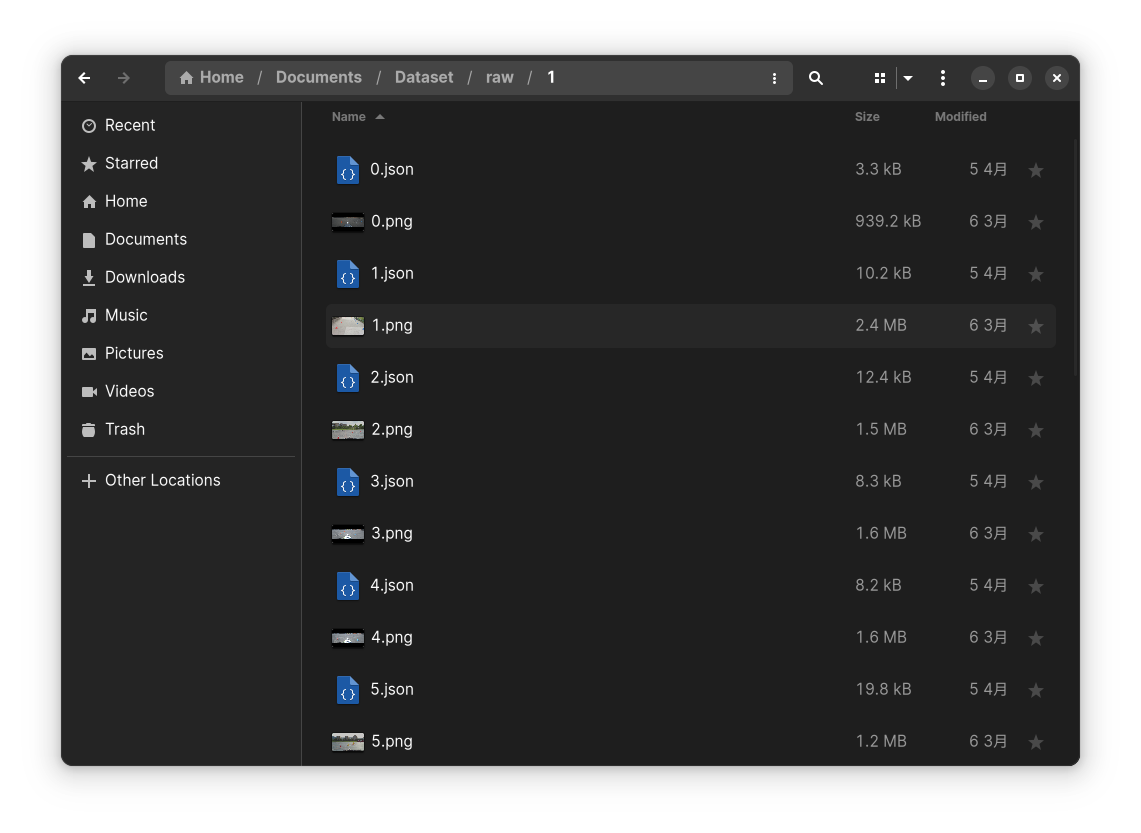 Home / Documents / Dataset / raw / 1
Recent
Starred
Home
Documents
Downloads
Music
Pictures
Videos
Trash
Other Locations
Name Size Modified
0.json 3.3 kB 5 4月
0.png 939.2 kB 6 3月
1.json 10.2 kB 5 4月
1.png 2.4 MB 6 3月
2.json 12.4 kB 5 4月
2.png 1.5 MB 6 3月
3.json 8.3 kB 5 4月
3.png 1.6 MB 6 3月
4.json 8.2 kB 5 4月
4.png 1.6 MB 6 3月
5.json 19.8 kB 5 4月
5.png 1.2 MB 6 3月